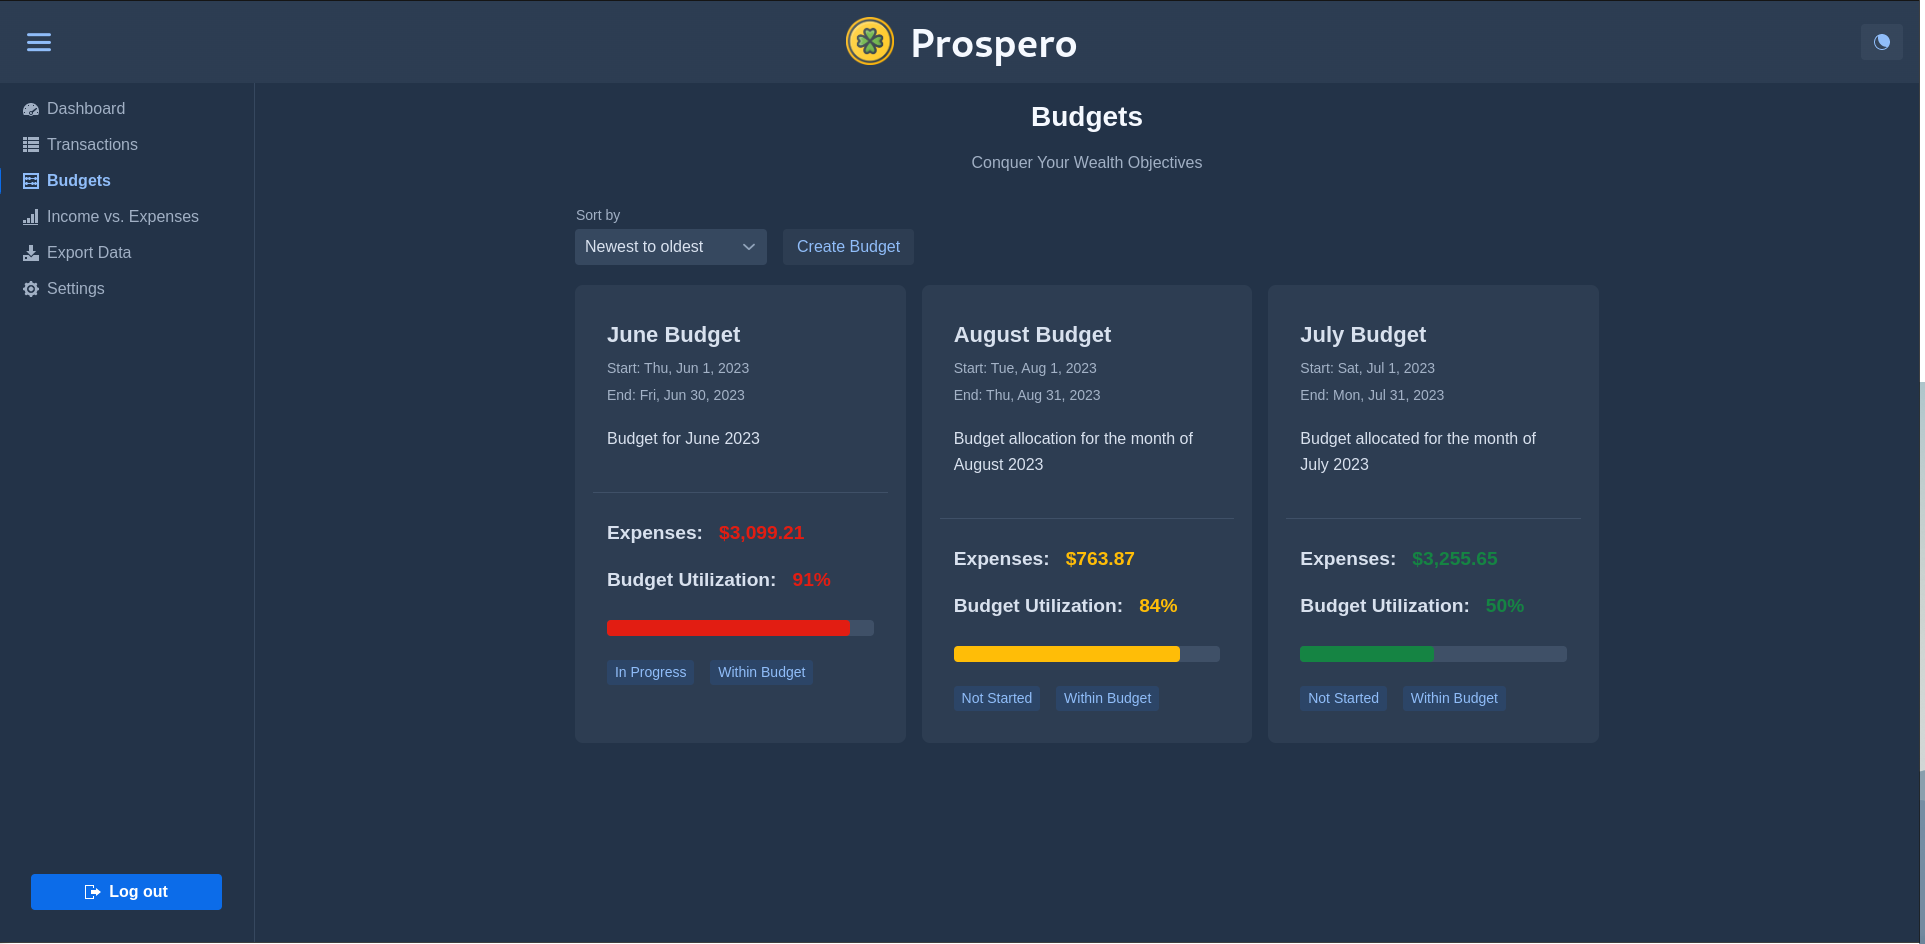 Prospero
Dashboard
Transactions
Budgets
Income vs. Expenses
Export Data
Settings
Log out
Budgets
Conquer Your Wealth Objectives
Sort by
Newest to oldest
Create Budget
June Budget
Start: Thu, Jun 1, 2023
End: Fri, Jun 30, 2023
Budget for June 2023
Expenses: $3,099.21
Budget Utilization: 91%
In Progress
Within Budget
August Budget
Start: Tue, Aug 1, 2023
End: Thu, Aug 31, 2023
Budget allocation for the month of
August 2023
Expenses: $763.87
Budget Utilization: 84%
Not Started
Within Budget
July Budget
Start: Sat, Jul 1, 2023
End: Mon, Jul 31, 2023
Budget allocated for the month of
July 2023
Expenses: $3,255.65
Budget Utilization: 50%
Not Started
Within Budget